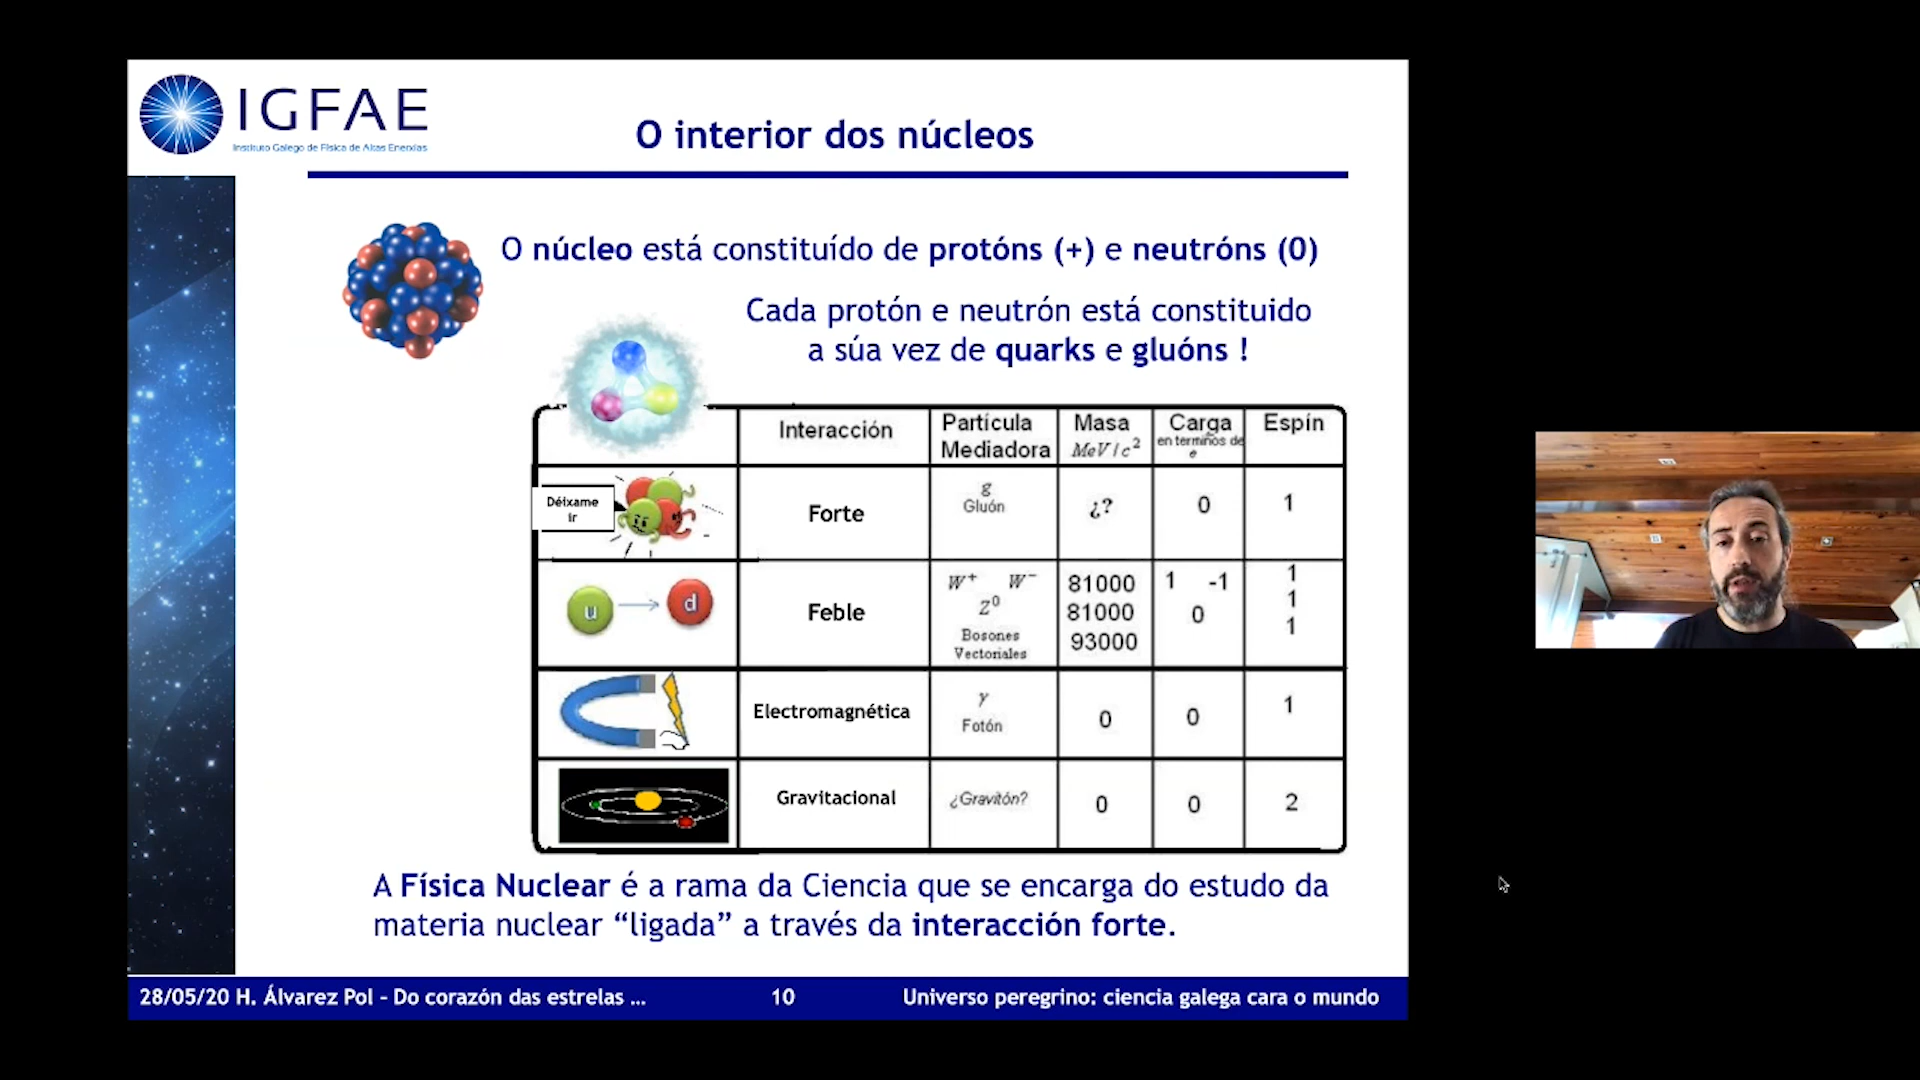 IGFAE
Instituto Galego de Física de Altas Enerxías
O interior dos núcleos
O núcleo está constituído de protóns (+) e neutróns (0)
Cada protón e neutrón está constituido
a súa vez de quarks e gluóns !
Interacción
Partícula
Mediadora
Masa
MeV/c²
Carga
en terminos de
e
Espín
Déixame
ir
Forte
g
Gluón
¿?
0
1
u
d
Feble
W⁺ W⁻
Z⁰
Bosones
Vectoriales
81000
81000
93000
1 -1
0
1
1
1
Electromagnética
γ
Fotón
0
0
1
Gravitacional
¿Gravitón?
0
0
2
A Física Nuclear é a rama da Ciencia que se encarga do estudo da
materia nuclear “ligada” a través da interacción forte.
28/05/20 H. Álvarez Pol - Do corazón das estrelas ...
10
Universo peregrino: ciencia galega cara o mundo